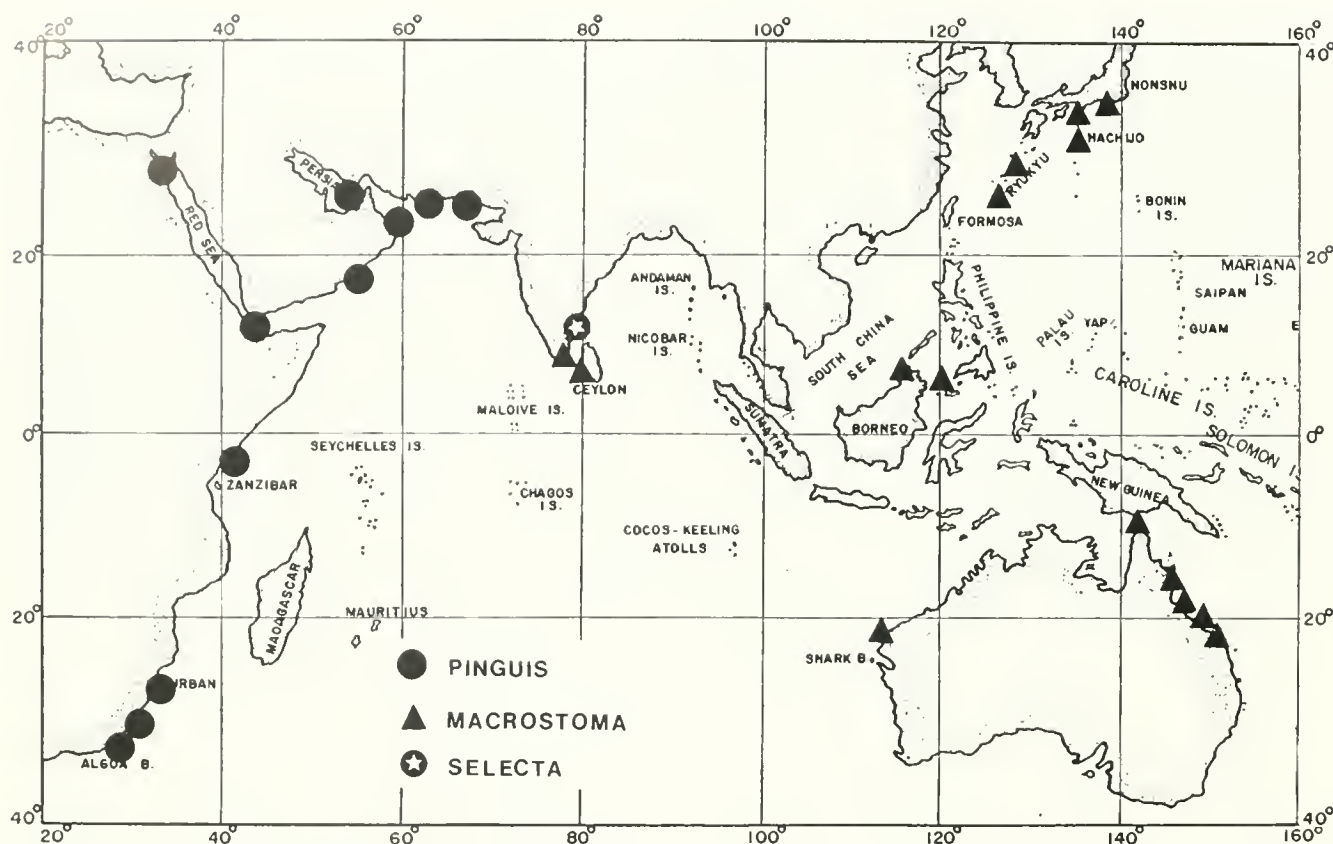 20° 40° 60° 80° 100° 120° 140° 160°
40° 40°
NONSNU
HACHIJO
PERSIA
RYUKYU
RED SEA
BONIN
IS.
FORMOSA
20° 20°
MARIANA
IS.
ANDAMAN
IS.
PHILIPPINE IS.
SAIPAN
PALAU
IS.
YAP
GUAM
E
NICOBAR
IS.
SOUTH CHINA
SEA
CEYLON
CAROLINE IS.
MALDIVE IS.
SUMATRA
BORNEO
SOLOMON IS
0° 0°
SEYCHELLES IS.
ZANZIBAR
CHAGOS
IS.
NEW GUINEA
COCOS-KEELING
ATOLLS
MADAGASCAR
MAURITIUS
20° 20°
SHARK B.
PINGUIS
URBAN
MACROSTOMA
ALGOA B.
SELECTA
40° 40°
20° 40° 60° 80° 100° 120° 140° 160°